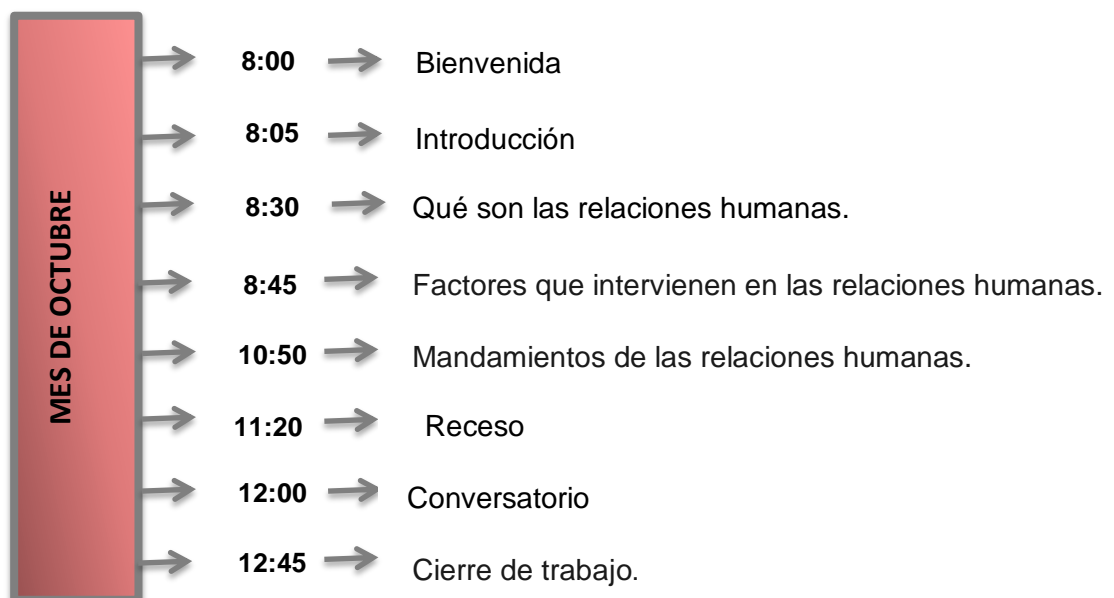 MES DE OCTUBRE
8:00 Bienvenida
8:05 Introducción
8:30 Qué son las relaciones humanas.
8:45 Factores que intervienen en las relaciones humanas.
10:50 Mandamientos de las relaciones humanas.
11:20 Receso
12:00 Conversatorio
12:45 Cierre de trabajo.